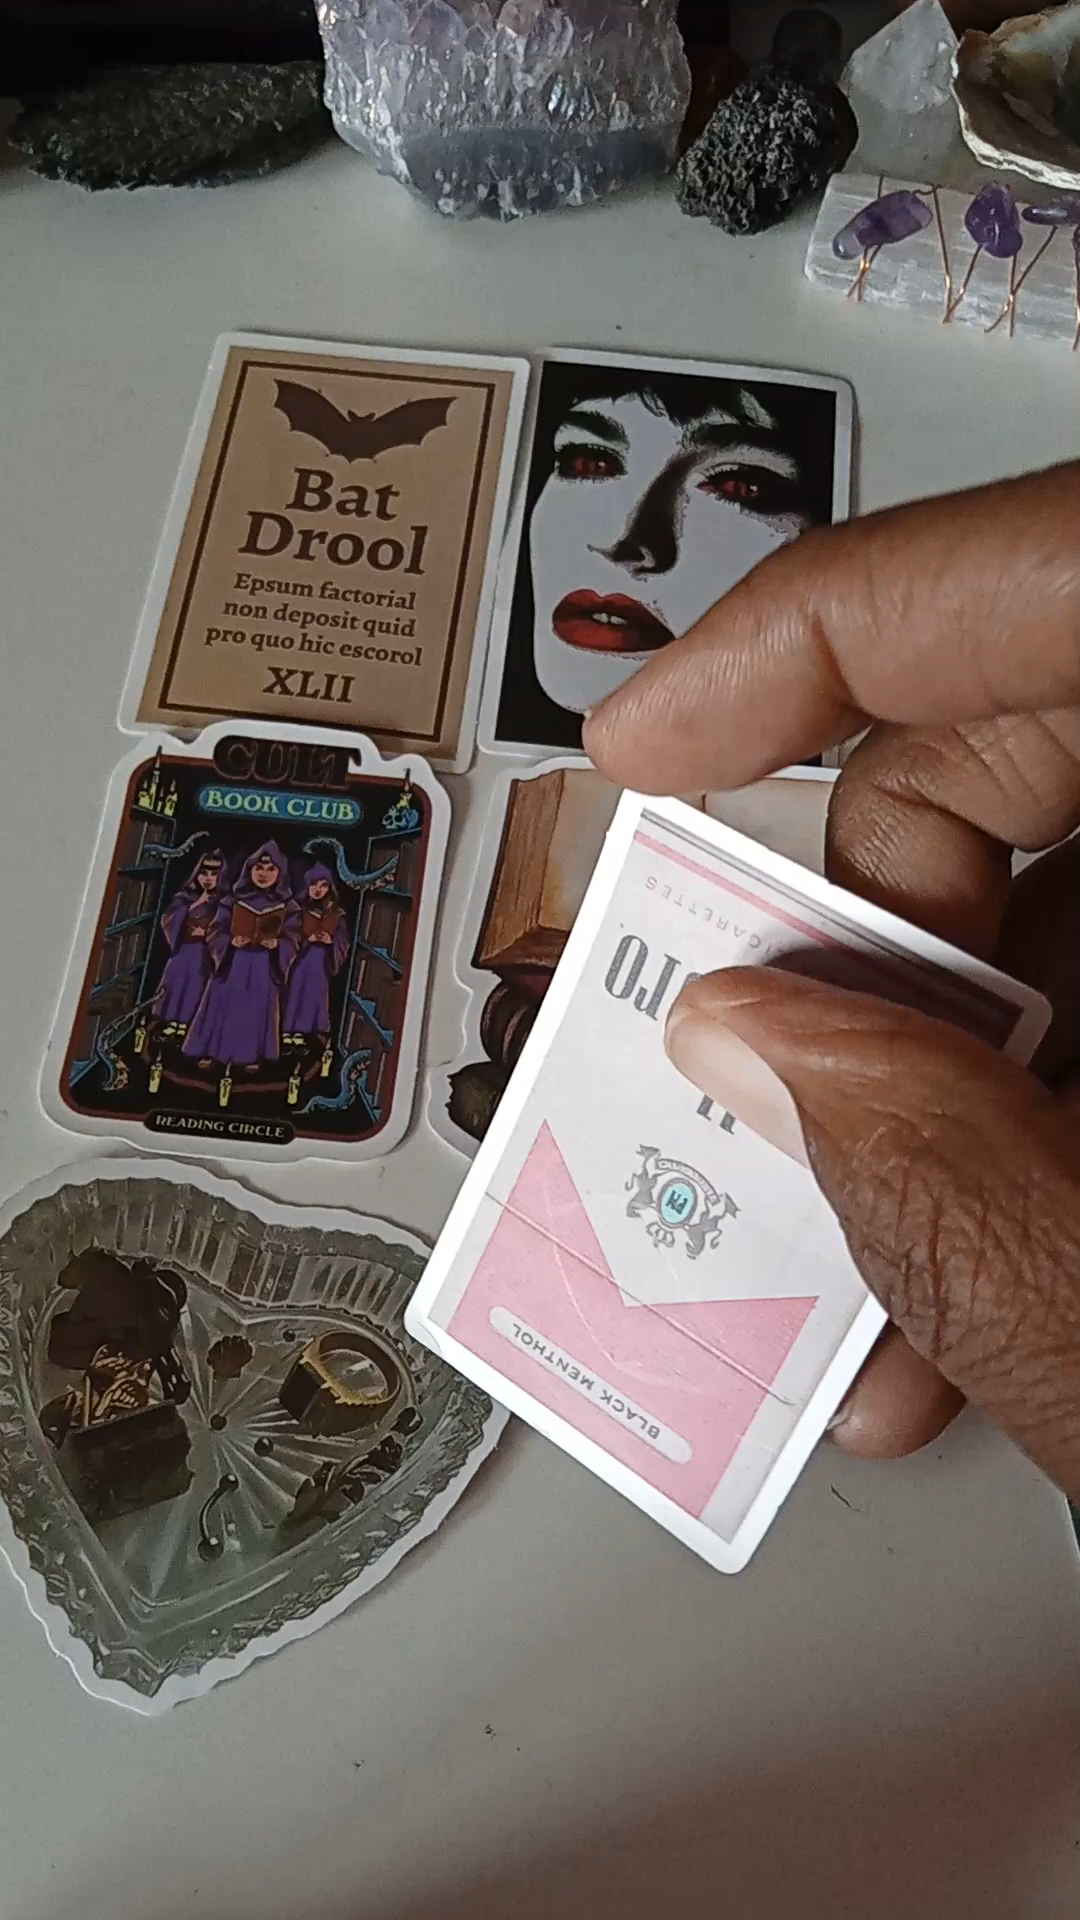 Bat
Drool
Epsum factorial
non deposit quid
pro quo hic escorol
XLII
CULT
BOOK CLUB
READING CIRCLE
BLACK MENTHOL